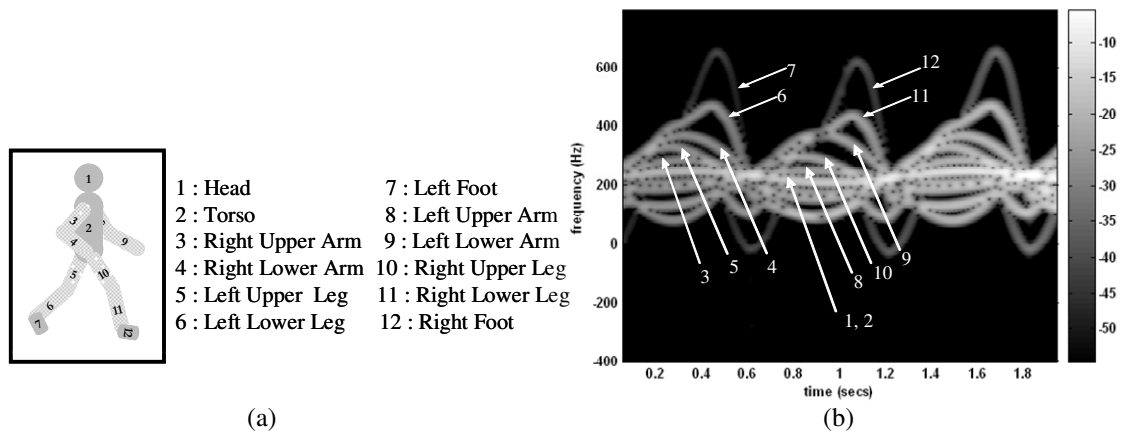 1
2
3
4
9
5
10
6
11
7
12
1 : Head
2 : Torso
3 : Right Upper Arm
4 : Right Lower Arm
5 : Left Upper Leg
6 : Left Lower Leg
7 : Left Foot
8 : Left Upper Arm
9 : Left Lower Arm
10 : Right Upper Leg
11 : Right Lower Leg
12 : Right Foot
(a)
frequency (Hz)
600
400
200
0
-200
-400
7
6
12
11
3
5
4
8
10
9
1, 2
0.2 0.4 0.6 0.8 1 1.2 1.4 1.6 1.8
time (secs)
-10
-15
-20
-25
-30
-35
-40
-45
-50
(b)